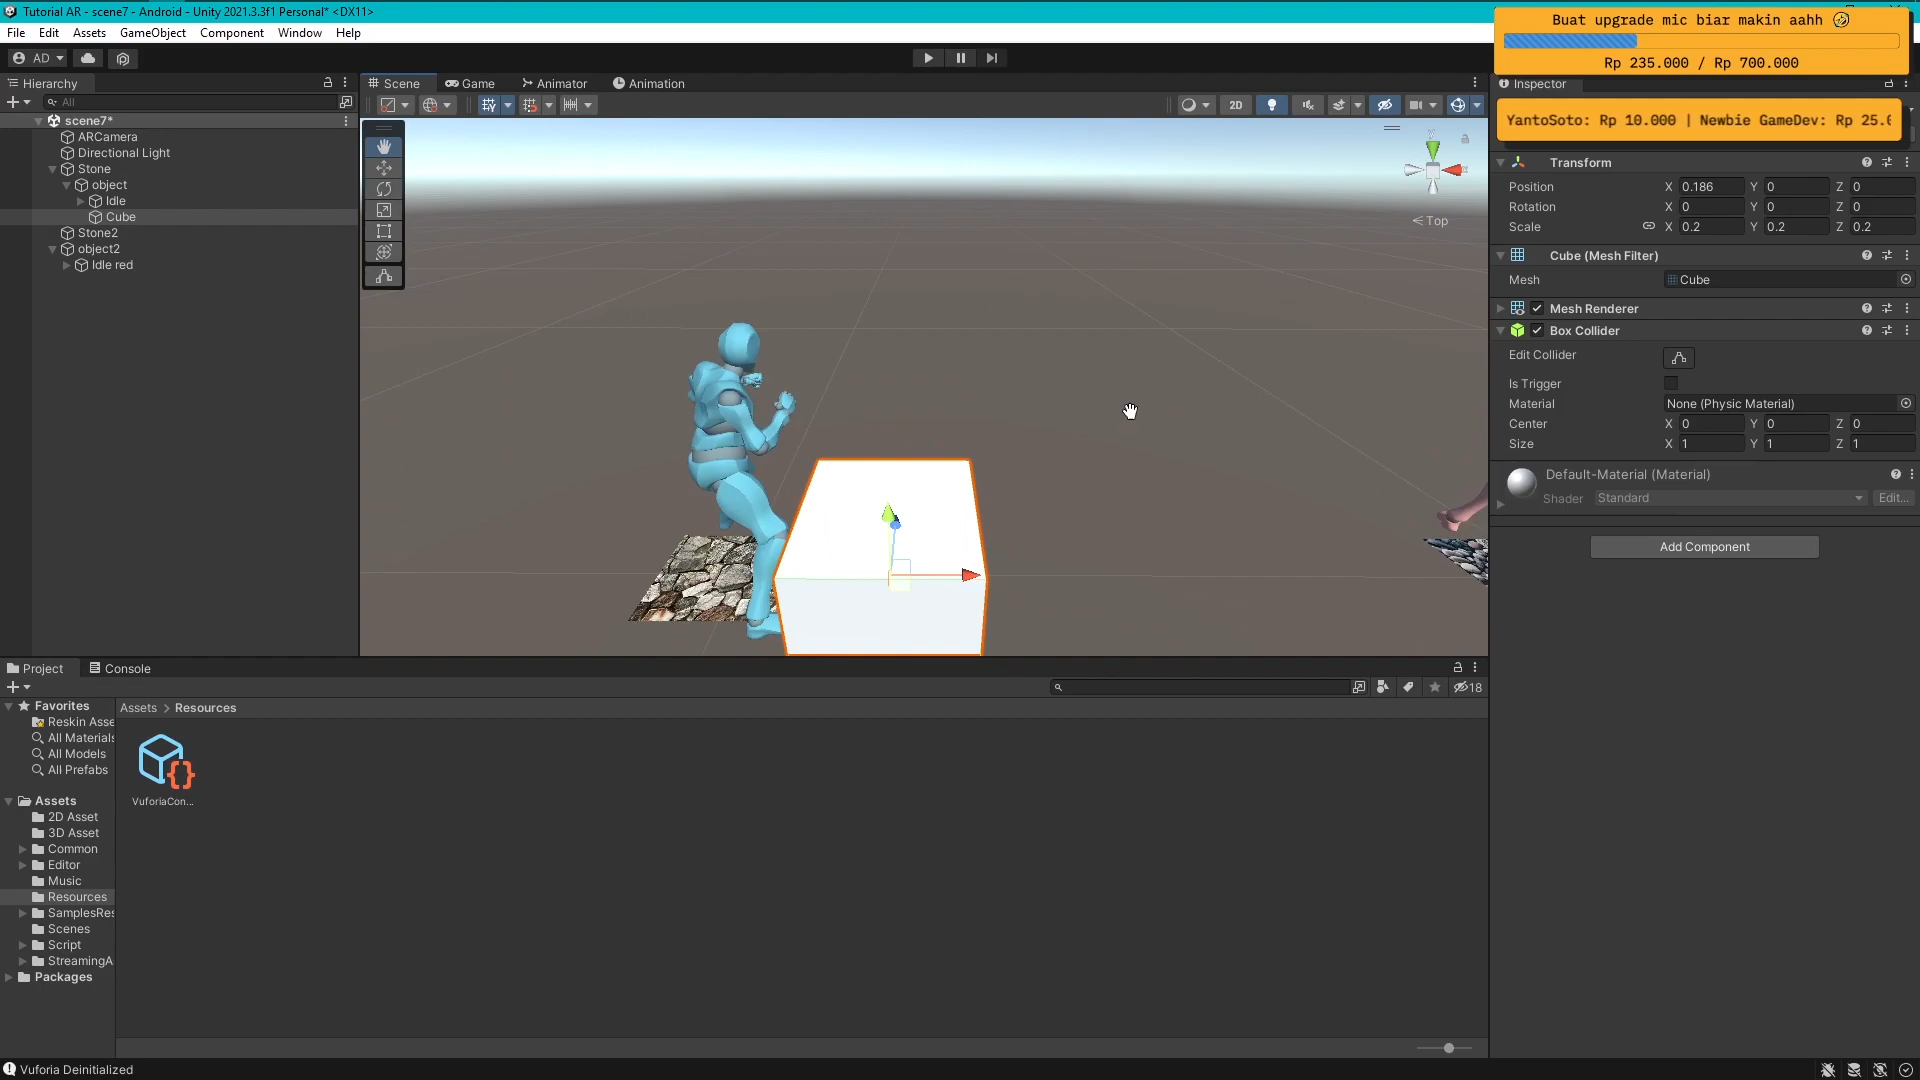 Tutorial AR - scene7 - Android - Unity 2021.3.3f1 Personal* <DX11>
File Edit Assets GameObject Component Window Help
Buat upgrade mic biar makin aahh
Rp 235.000 / Rp 700.000
AD
Hierarchy
All
scene7*
ARCamera
Directional Light
Stone
object
Idle
Cube
Stone2
object2
Idle red
Scene
Game
Animator
Animation
2D
Y
Top
Inspector
YantoSoto: Rp 10.000 | Newbie GameDev: Rp 25.0
Transform
Position X 0.186 Y 0 Z 0
Rotation X 0 Y 0 Z 0
Scale X 0.2 Y 0.2 Z 0.2
Cube (Mesh Filter)
Mesh Cube
Mesh Renderer
Box Collider
Edit Collider
Is Trigger
Material None (Physic Material)
Center X 0 Y 0 Z 0
Size X 1 Y 1 Z 1
Default-Material (Material)
Shader Standard Edit...
Add Component
Project
Console
18
Favorites
Reskin Asse
All Materials
All Models
All Prefabs
Assets
2D Asset
3D Asset
Common
Editor
Music
Resources
SamplesRes
Scenes
Script
StreamingA
Packages
Assets > Resources
VuforiaCon...
Vuforia Deinitialized